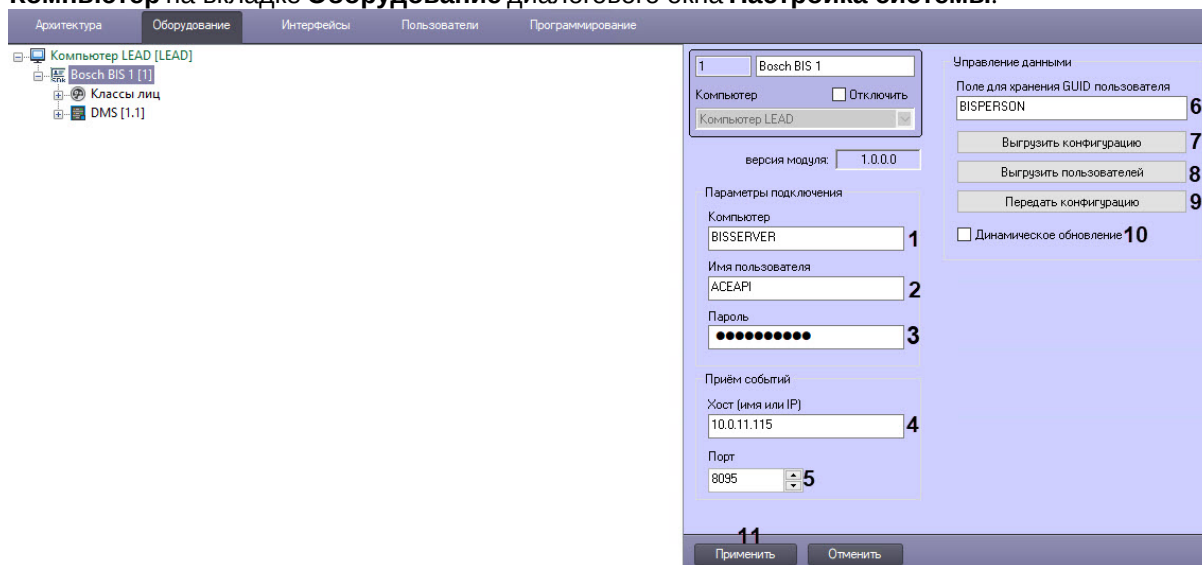 Компьютер на вкладке Оборудование диалогового окна Настройка системы.
Архитектура Оборудование Интерфейсы Пользователи Программирование
Компьютер LEAD [LEAD]
Bosch BIS 1 [1]
Классы лиц
DMS [1.1]
1 Bosch BIS 1
Компьютер Отключить
Компьютер LEAD
версия модуля: 1.0.0.0
Параметры подключения
Компьютер
BISSERVER 1
Имя пользователя
ACEAPI 2
Пароль
●●●●●●●●●● 3
Приём событий
Хост (имя или IP)
10.0.11.115 4
Порт
8095 5
Управление данными
Поле для хранения GUID пользователя
BISPERSON 6
Выгрузить конфигурацию 7
Выгрузить пользователей 8
Передать конфигурацию 9
Динамическое обновление 10
11
Применить Отменить